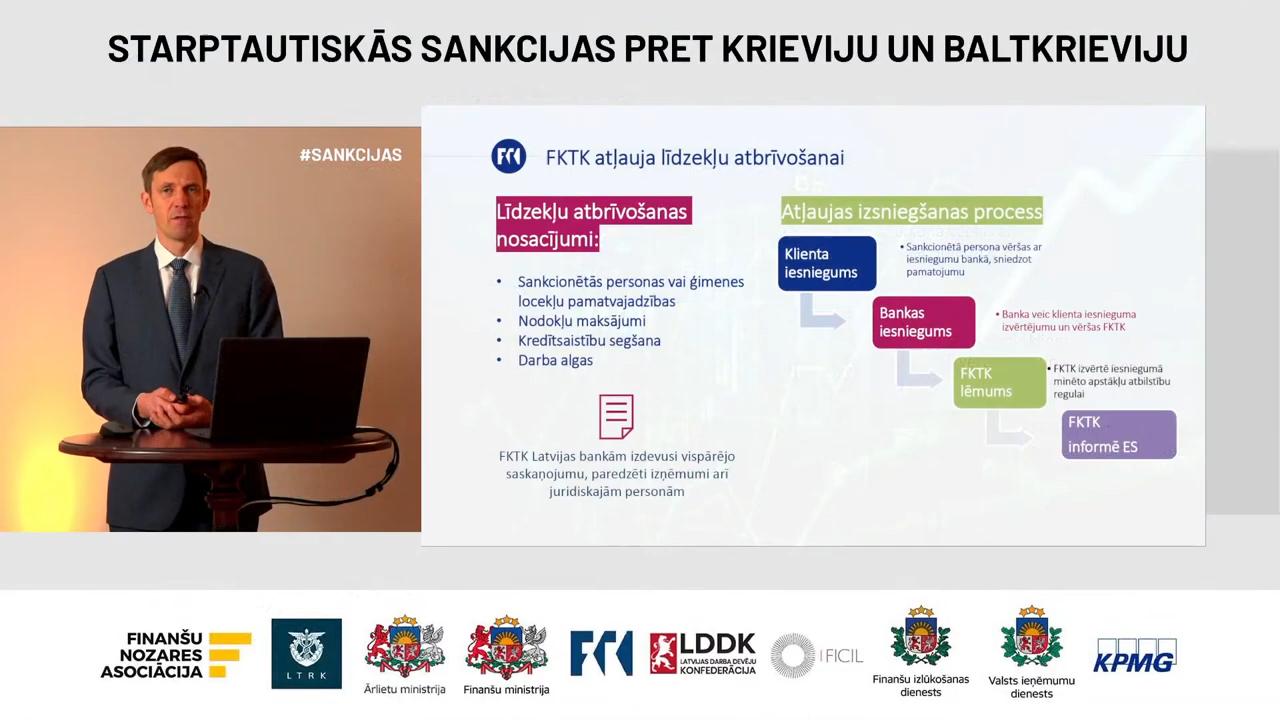 STARPTAUTISKĀS SANKCIJAS PRET KRIEVIJU UN BALTKRIEVIJU
#SANKCIJAS
FKTK atļauja līdzekļu atbrīvošanai
Līdzekļu atbrīvošanas
nosacījumi:
• Sankcionētās personas vai ģimenes
locekļu pamatvajadzības
• Nodokļu maksājumi
• Kredītsaistību segšana
• Darba algas
FKTK Latvijas bankām izdevusi vispārējo
saskaņojumu, paredzēti izņēmumi arī
juridiskajām personām
Atļaujas izsniegšanas process
Klienta
iesniegums
• Sankcionētā persona vēršas ar
iesniegumu bankā, sniedzot
pamatojumu
Bankas
iesniegums
• Banka veic klienta iesnieguma
izvērtējumu un vēršas FKTK
FKTK
lēmums
• FKTK izvērtē iesniegumā
minēto apstākļu atbilstību
regulai
FKTK
informē ES
FINANŠU
NOZARES
ASOCIĀCIJA
LTRK
Ārlietu ministrija
Finanšu ministrija
LDDK
LATVIJAS DARBA DEVĒJU
KONFEDERĀCIJA
FICIL
Finanšu izlūkošanas
dienests
Valsts ieņēmumu
dienests
KPMG